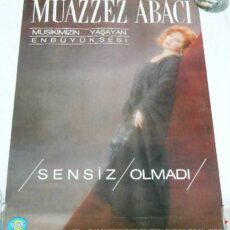 MUAZZEZ ABACI
MUSIKIMIZIN YAŞAYAN
ENBÜYÜKSESİ
/SENSİZ/OLMADI/